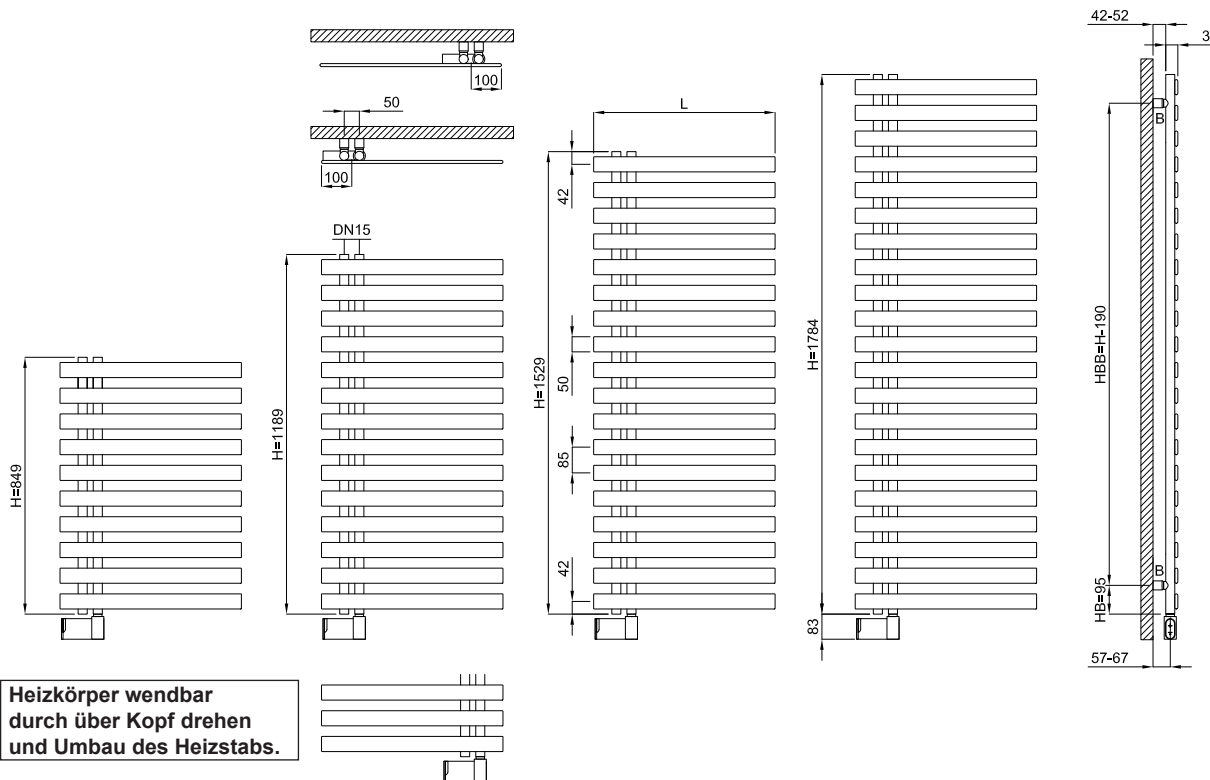 42-52
3
100
50
100
DN15
L
42
B
H=849
H=1189
H=1529
50
85
42
H=1784
83
HBB=H-190
B
HB=95
57-67
Heizkörper wendbar
durch über Kopf drehen
und Umbau des Heizstabs.